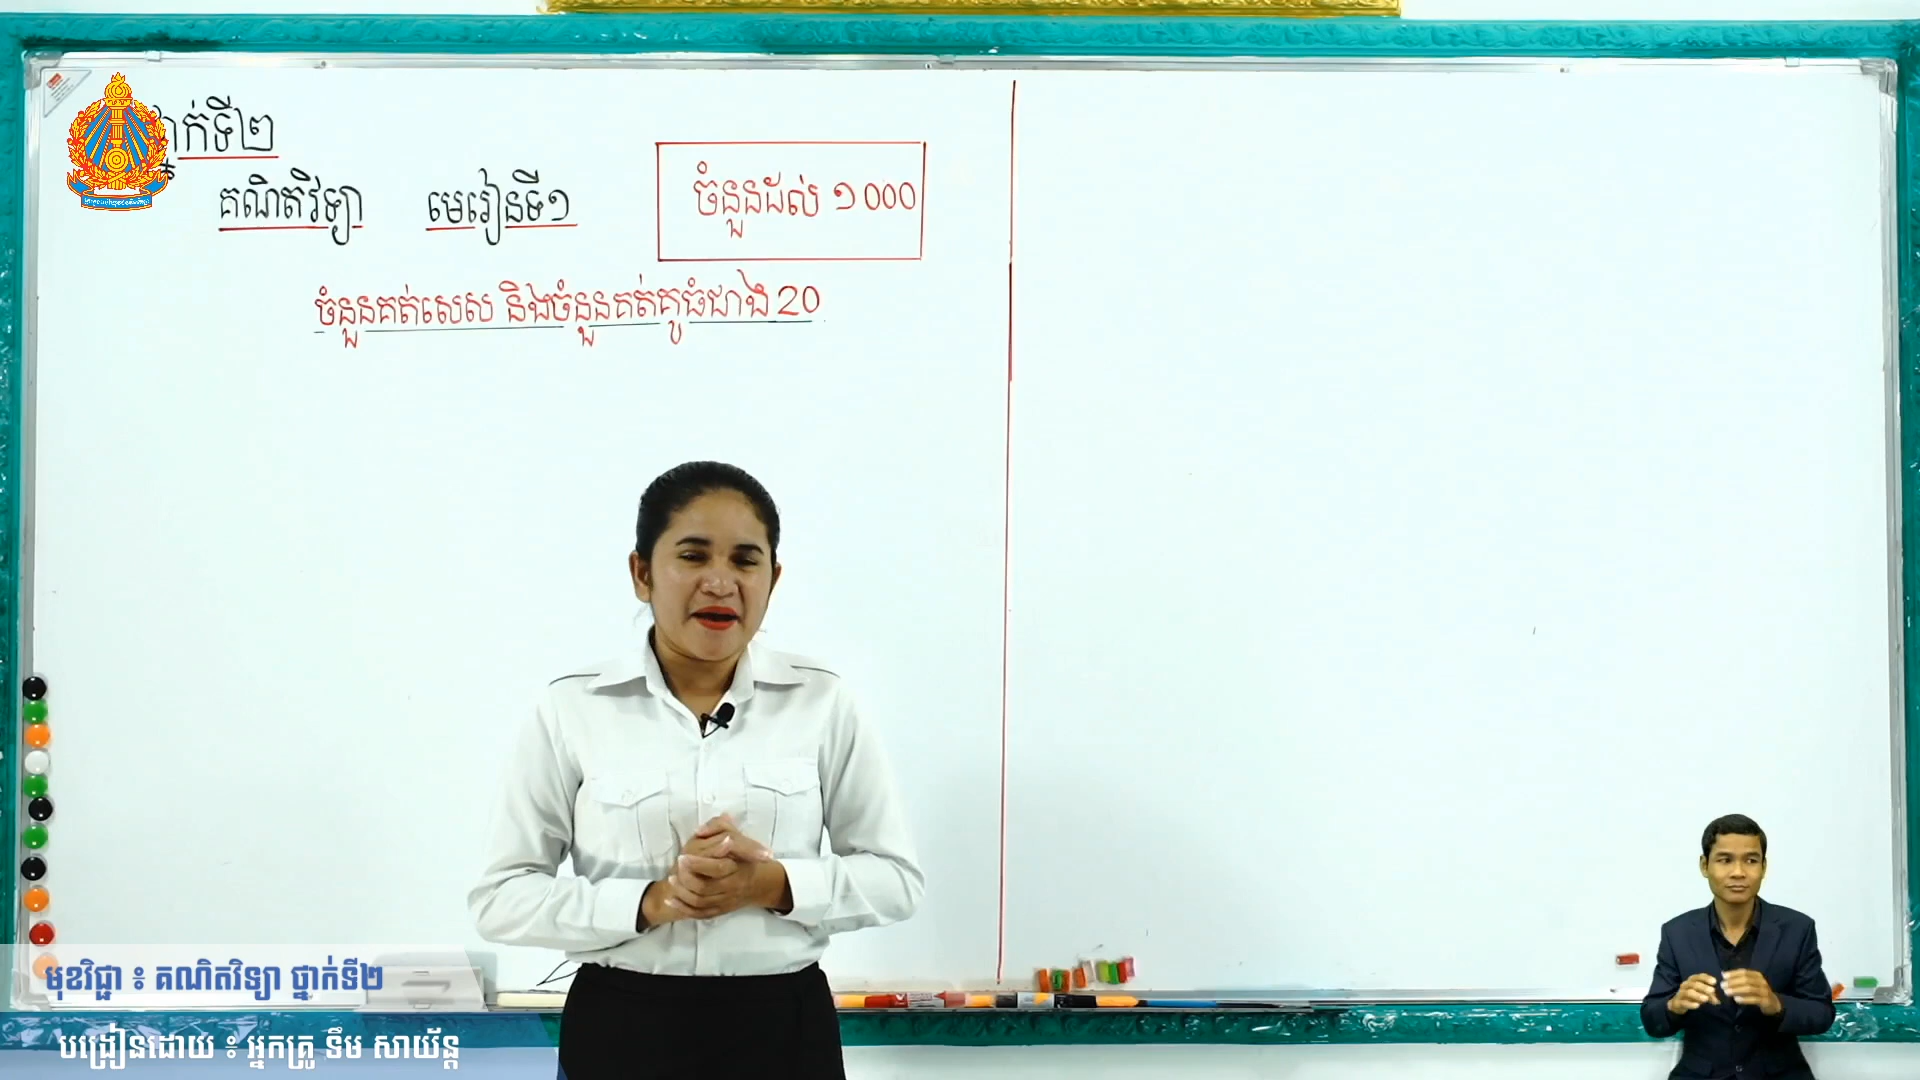 ថ្នាក់ទី២
គណិតវិទ្យា មេរៀនទី១ ចំនួនដល់ ១០០០
ចំនួនគត់សេស និងចំនួនគត់គូធំជាង 20
មុខវិជ្ជា ៖ គណិតវិទ្យា ថ្នាក់ទី២
បង្រៀនដោយ ៖ អ្នកគ្រូ ទឹម សាយ័ន្ត